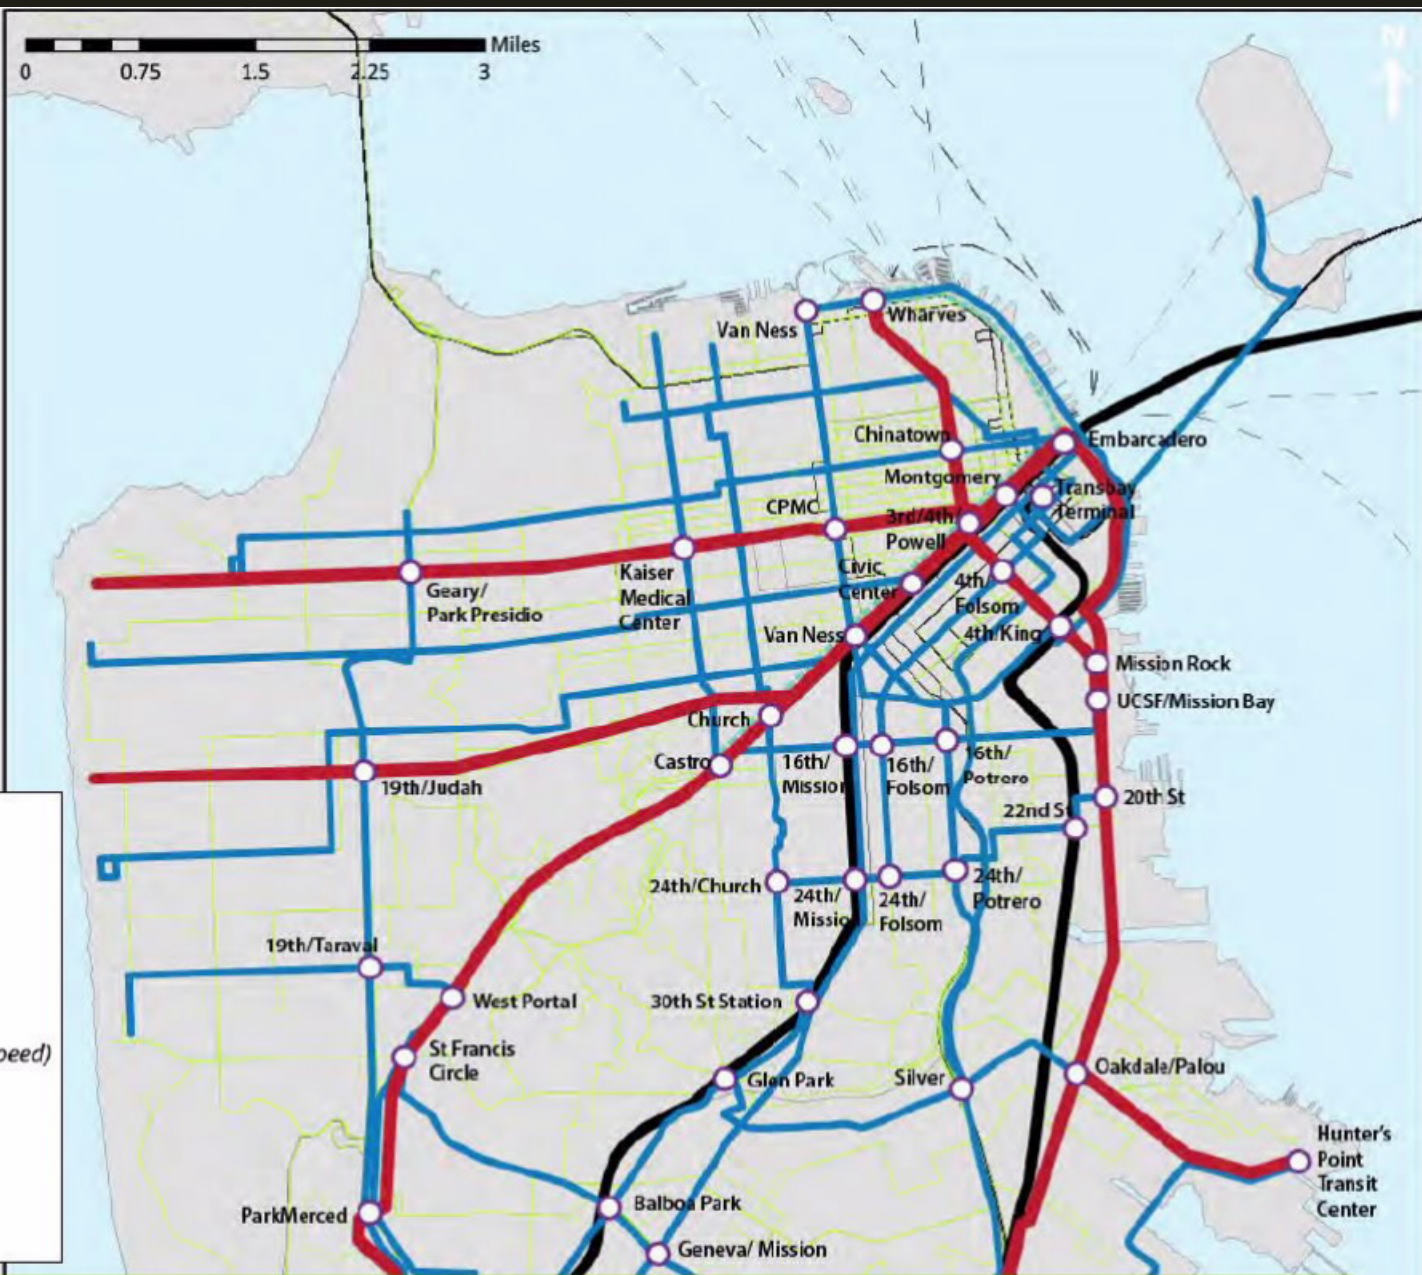 Miles
0 0.75 1.5 2.25 3
N
Van Ness
Wharves
Chinatown
Embarcadero
Montgomery
Transbay
Terminal
CPMC
3rd/4th/
Powell
Kaiser
Medical
Center
Civic
Center
4th/
Folsom
Geary/
Park Presidio
Van Ness
4th/King
Mission Rock
UCSF/Mission Bay
Church
Castro
16th/
Mission
16th/
Folsom
16th/
Potrero
19th/Judah
20th St
22nd St
24th/Church
24th/
Mission
24th/
Folsom
24th/
Potrero
19th/Taraval
West Portal
30th St Station
peed)
St Francis
Circle
Glen Park
Silver
Oakdale/Palou
Hunter's
Point
Transit
Center
ParkMerced
Balboa Park
Geneva/ Mission